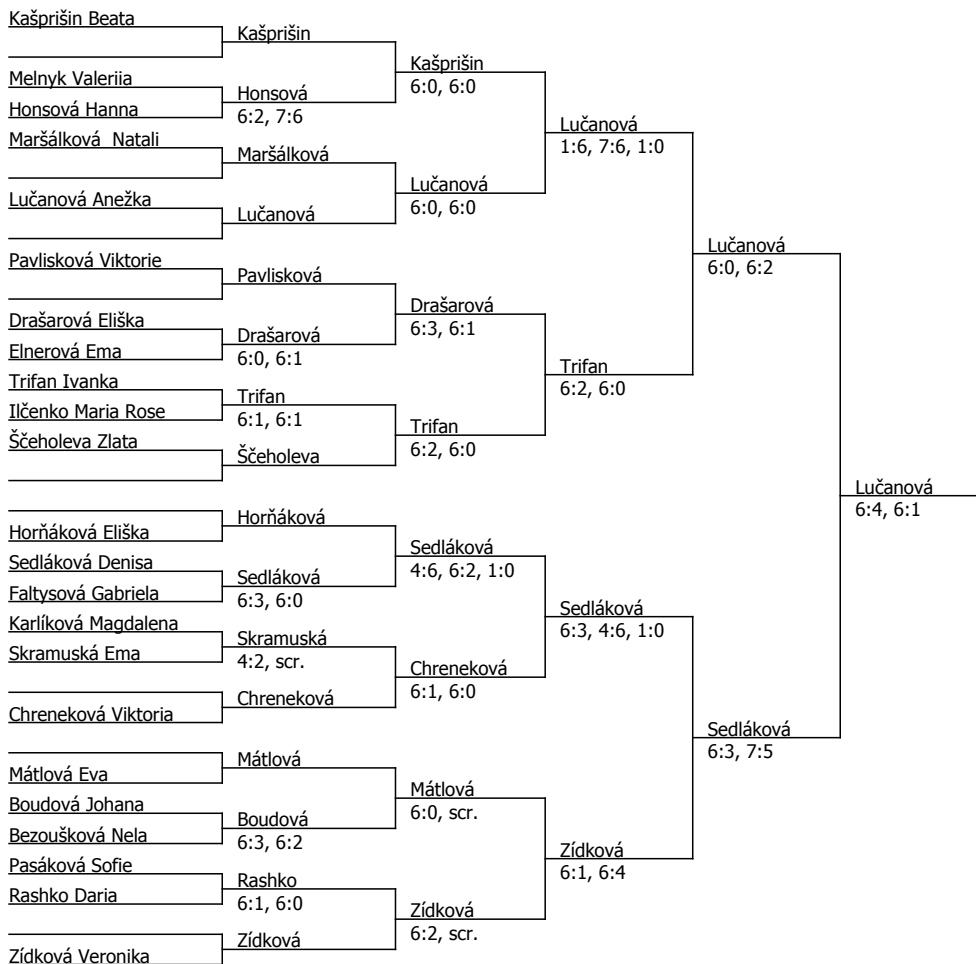 Kašprišin Beata
Melnyk Valeriia
Honsová Hanna
Maršálková  Natali
Lučanová Anežka
Pavlisková Viktorie
Drašarová Eliška
Elnerová Ema
Trifan Ivanka
Ilčenko Maria Rose
Ščeholeva Zlata
Horňáková Eliška
Sedláková Denisa
Faltysová Gabriela
Karlíková Magdalena
Skramuská Ema
Chreneková Viktoria
Mátlová Eva
Boudová Johana
Bezoušková Nela
Pasáková Sofie
Rashko Daria
Zídková Veronika
Kašprišin
Honsová
6:2, 7:6
Maršálková
Lučanová
Pavlisková
Drašarová
6:0, 6:1
Trifan
6:1, 6:1
Ščeholeva
Horňáková
Sedláková
6:3, 6:0
Skramuská
4:2, scr.
Chreneková
Mátlová
Boudová
6:3, 6:2
Rashko
6:1, 6:0
Zídková
Kašprišin
6:0, 6:0
Lučanová
6:0, 6:0
Drašarová
6:3, 6:1
Trifan
6:2, 6:0
Sedláková
4:6, 6:2, 1:0
Chreneková
6:1, 6:0
Mátlová
6:0, scr.
Zídková
6:2, scr.
Lučanová
1:6, 7:6, 1:0
Trifan
6:2, 6:0
Sedláková
6:3, 4:6, 1:0
Zídková
6:1, 6:4
Lučanová
6:0, 6:2
Sedláková
6:3, 7:5
Lučanová
6:4, 6:1